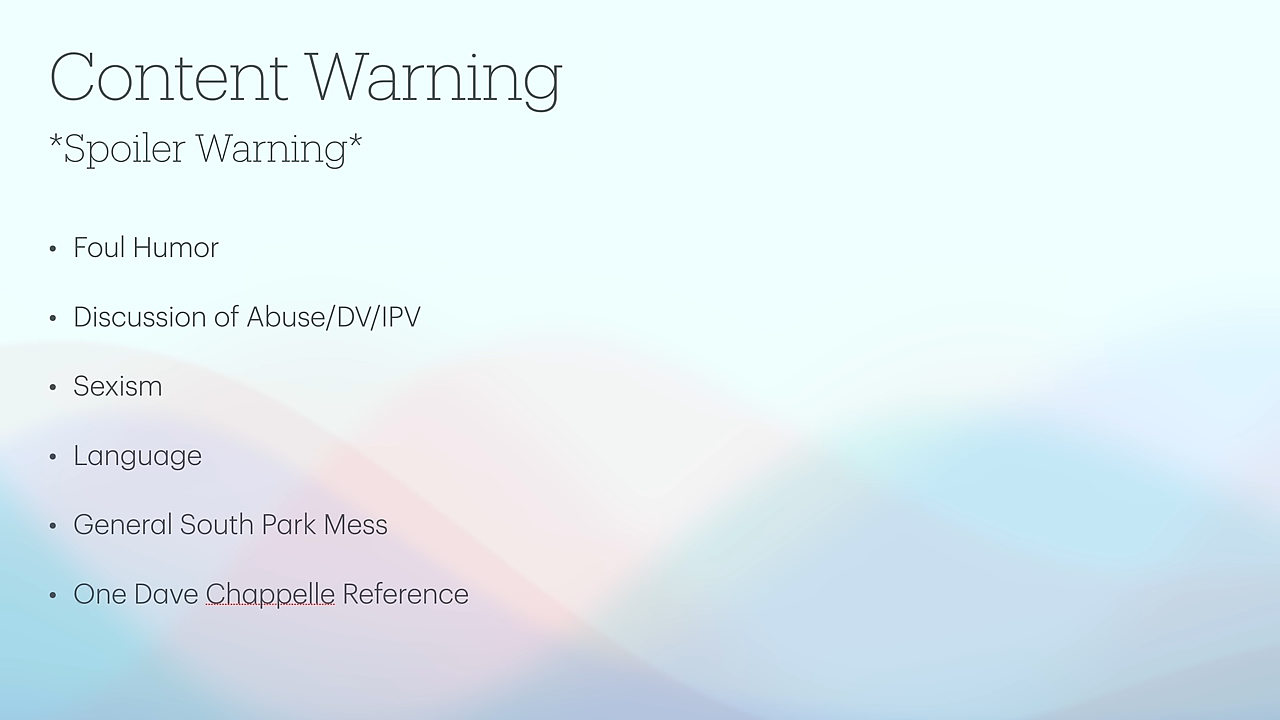 Content Warning
*Spoiler Warning*
• Foul Humor
• Discussion of Abuse/DV/IPV
• Sexism
• Language
• General South Park Mess
• One Dave Chappelle Reference